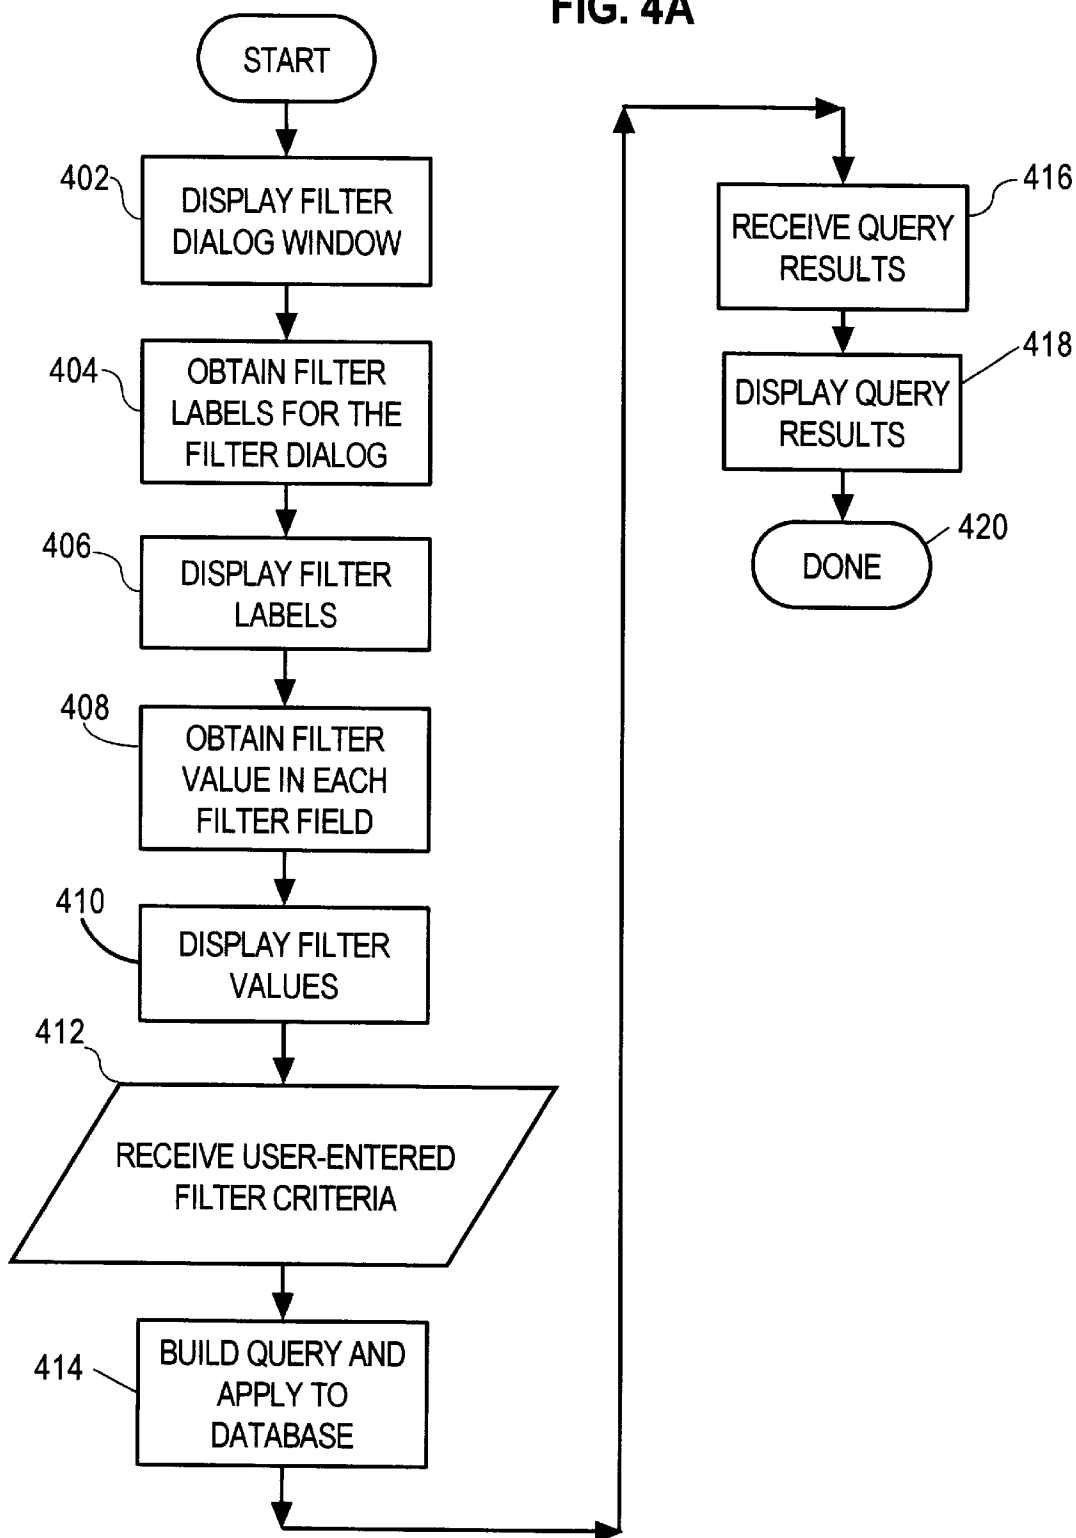 FIG. 4A
START
402
DISPLAY FILTER
DIALOG WINDOW
404
OBTAIN FILTER
LABELS FOR THE
FILTER DIALOG
406
DISPLAY FILTER
LABELS
408
OBTAIN FILTER
VALUE IN EACH
FILTER FIELD
410
DISPLAY FILTER
VALUES
412
RECEIVE USER-ENTERED
FILTER CRITERIA
414
BUILD QUERY AND
APPLY TO
DATABASE
416
RECEIVE QUERY
RESULTS
418
DISPLAY QUERY
RESULTS
420
DONE